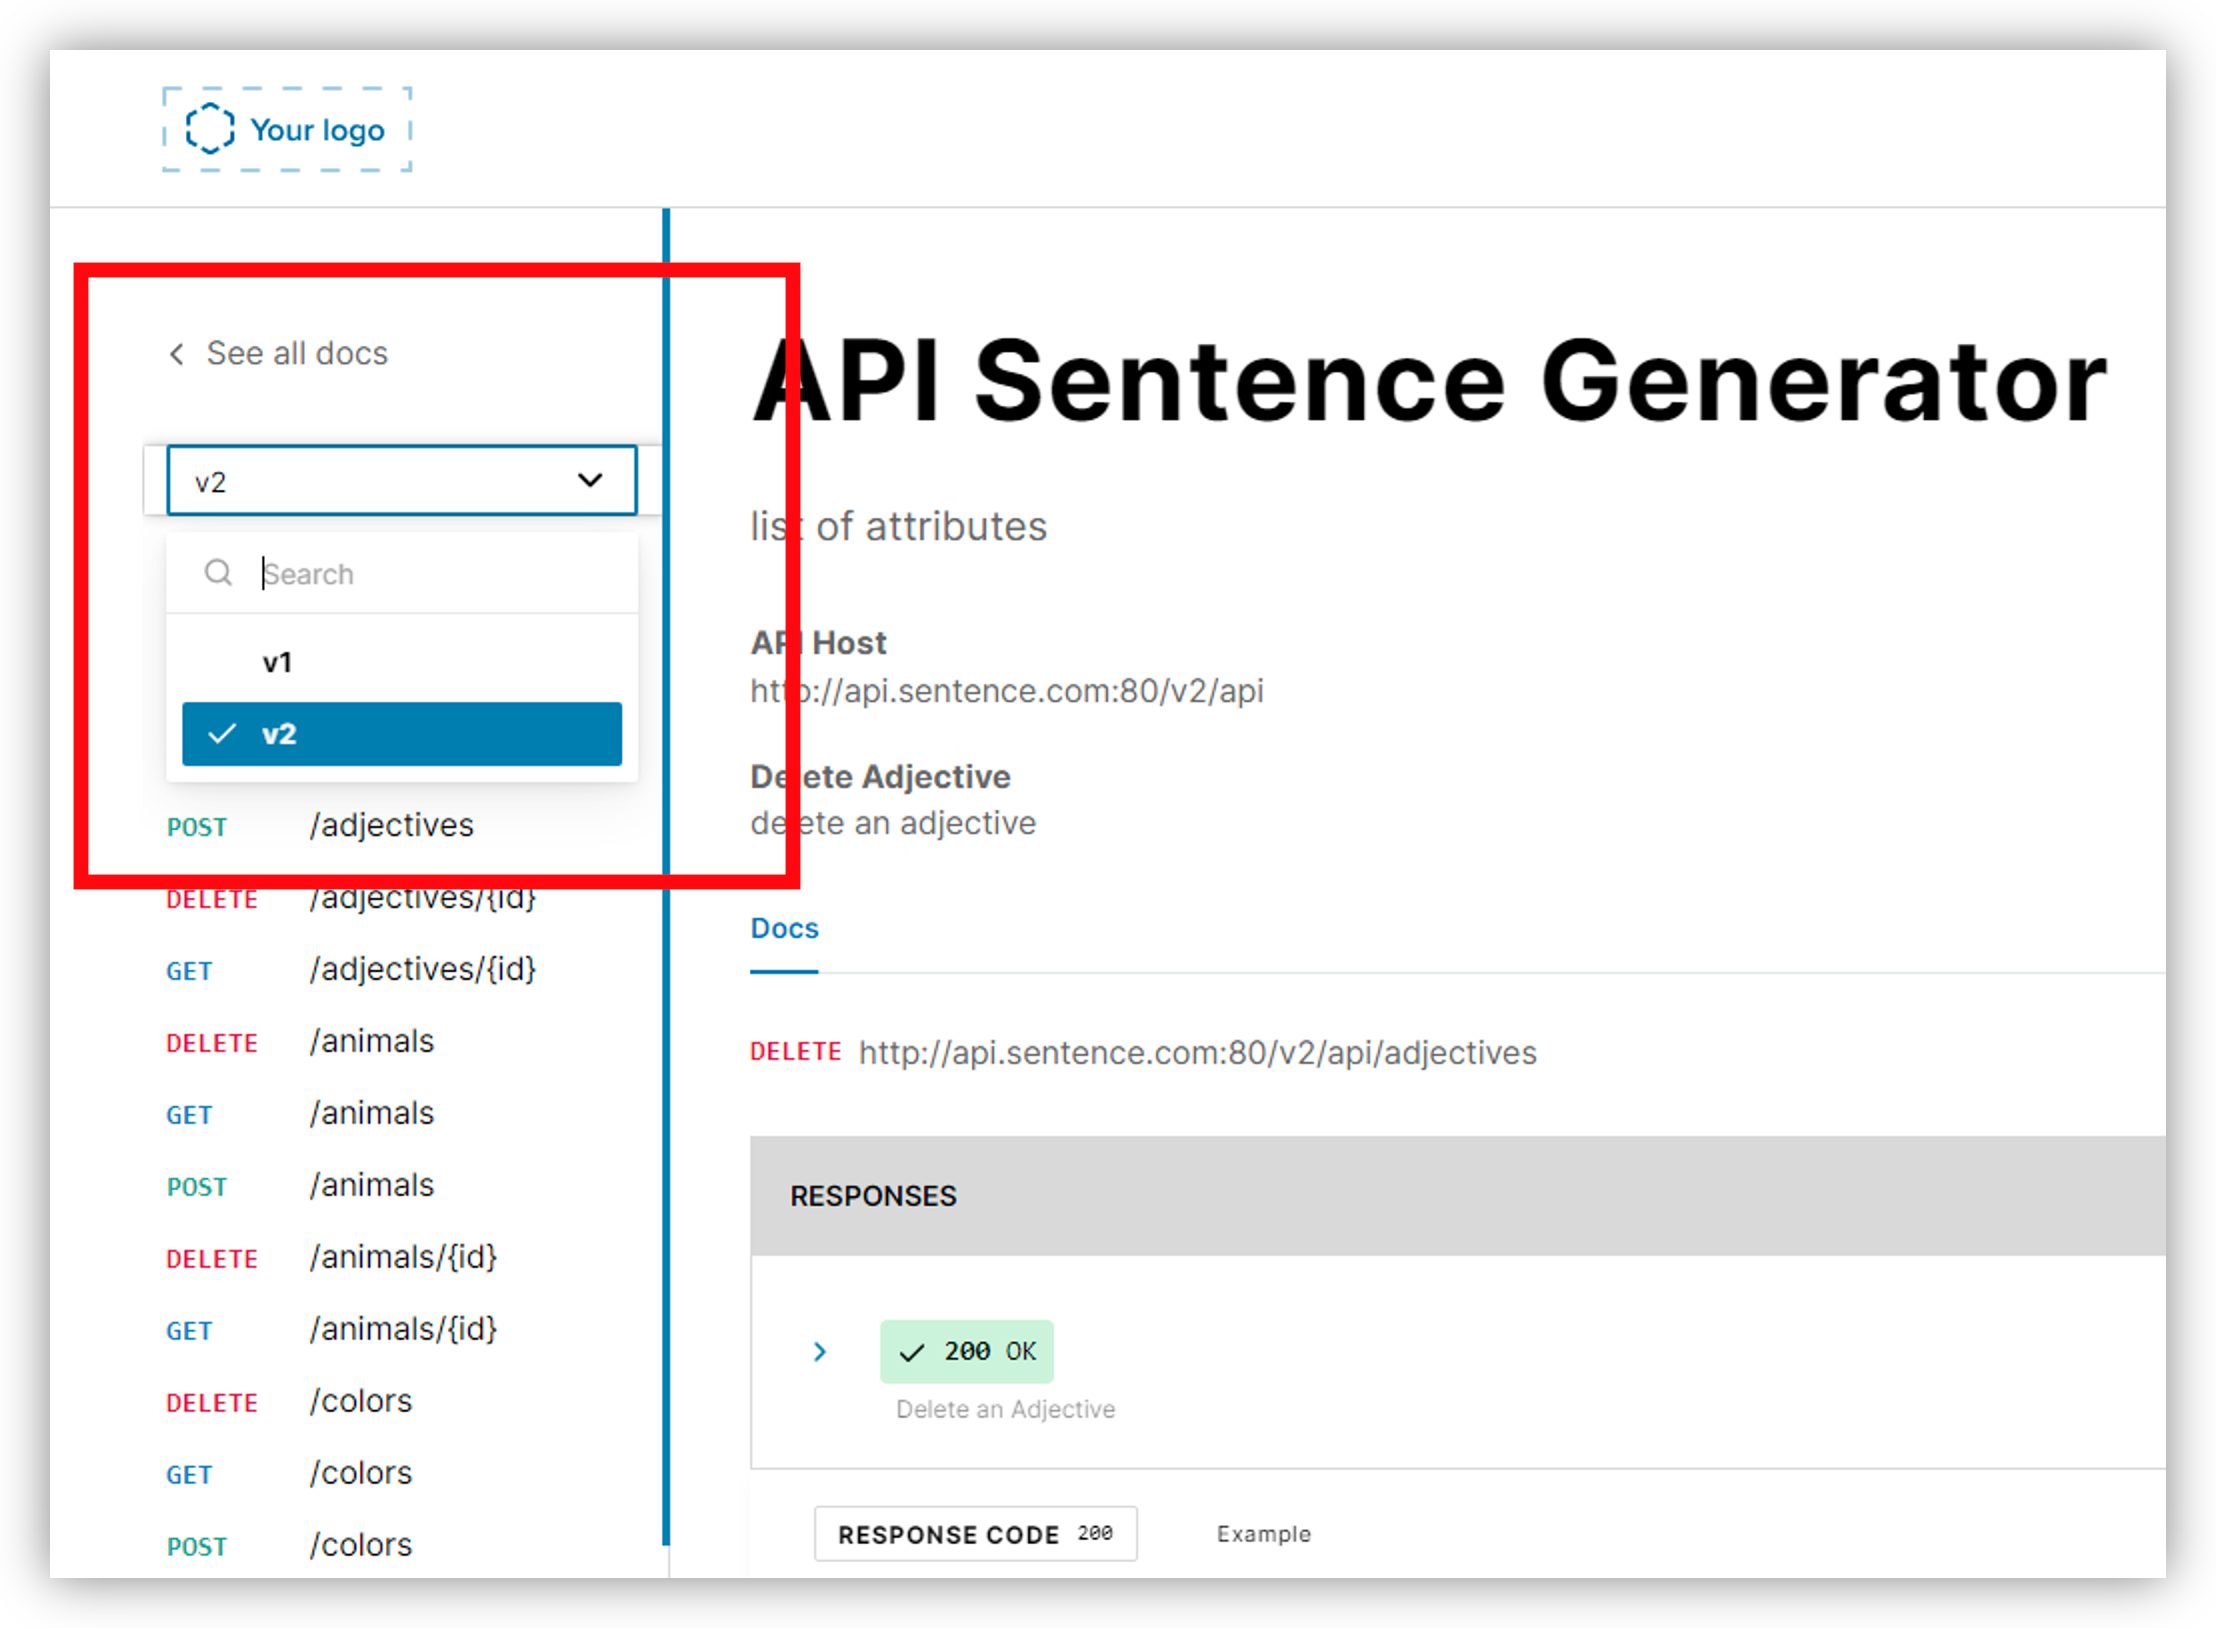 Your logo
See all docs
v2
Search
v1
v2
POST /adjectives
DELETE /adjectives/{id}
GET /adjectives/{id}
DELETE /animals
GET /animals
POST /animals
DELETE /animals/{id}
GET /animals/{id}
DELETE /colors
GET /colors
POST /colors
API Sentence Generator
list of attributes
API Host
http://api.sentence.com:80/v2/api
Delete Adjective
delete an adjective
Docs
DELETE http://api.sentence.com:80/v2/api/adjectives
RESPONSES
200 OK
Delete an Adjective
RESPONSE CODE 200 Example